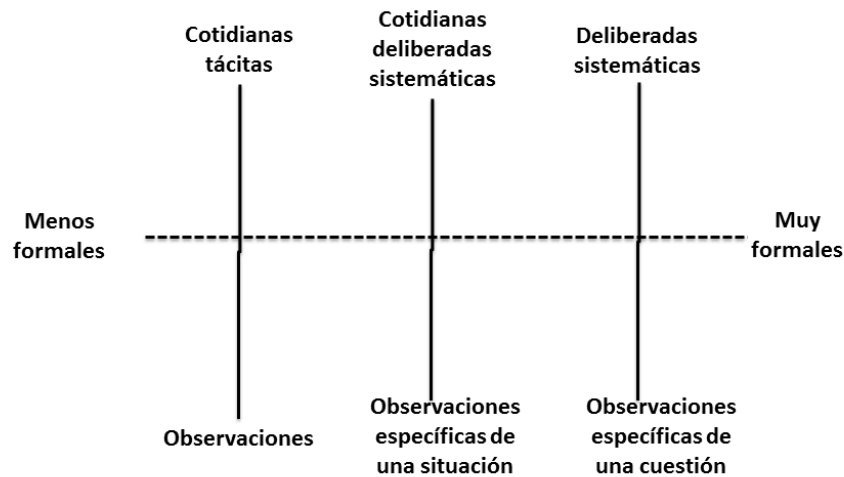 Cotidianas
tácitas
Cotidianas
deliberadas
sistemáticas
Deliberadas
sistemáticas
Menos
formales
Muy
formales
Observaciones
Observaciones
específicas de
una situación
Observaciones
específicas de
una cuestión